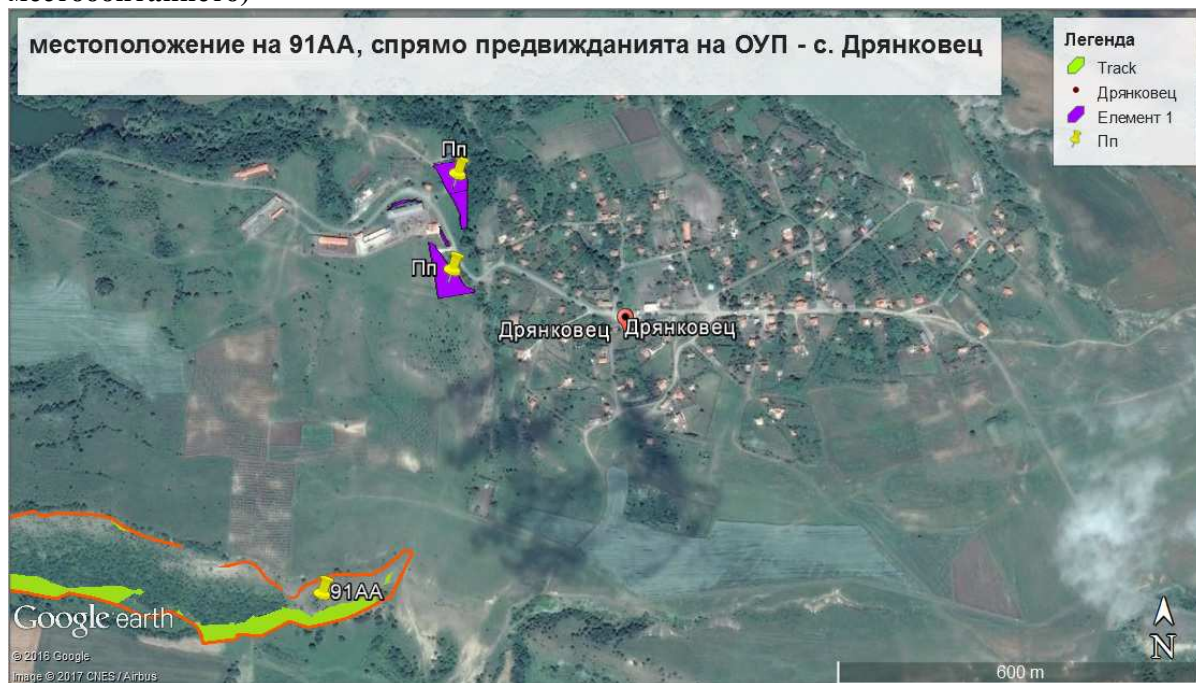 местообитанието)
местоположение на 91АА, спрямо предвижданията на ОУП - с. Дрянковец
Легенда
Track
Дрянковец
Елемент 1
Пп
Пп
Пп
Дрянковец Дрянковец
91АА
Google earth
© 2016 Google
Image © 2017 CNES / Airbus
600 m
N